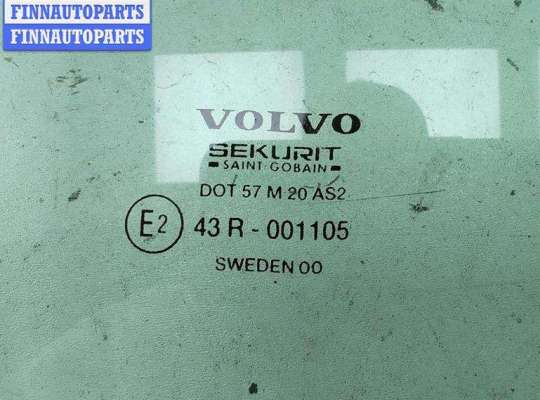 FINNAUTOPARTS
FINNAUTOPARTS
VOLVO
SEKURIT
SAINT-GOBAIN
DOT 57 M 20 AS2
E2 43 R - 001105
SWEDEN 00